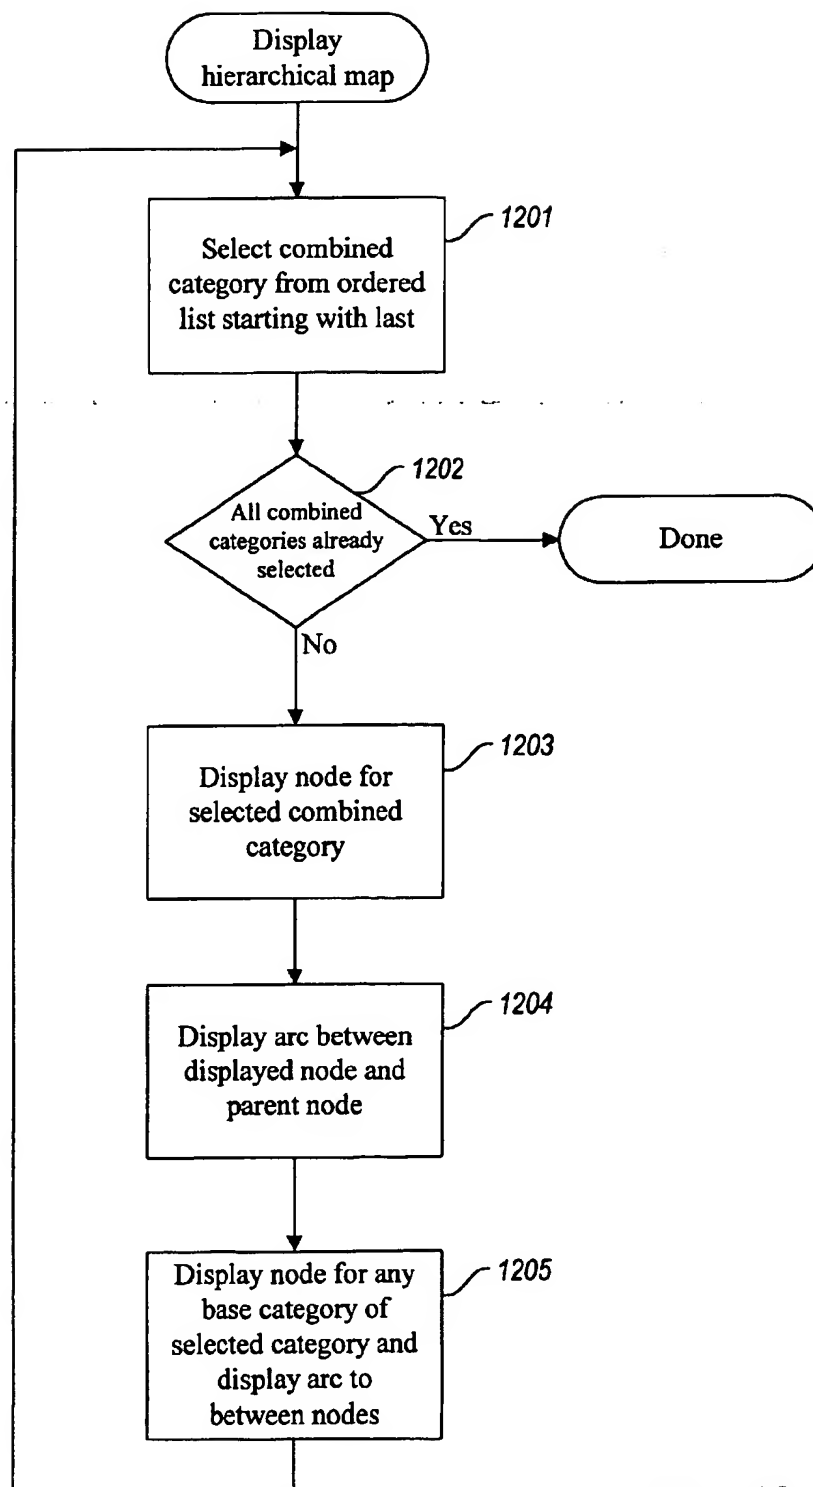 Display
hierarchical map
1201
Select combined
category from ordered
list starting with last
1202
All combined
categories already
selected
Yes
Done
No
1203
Display node for
selected combined
category
1204
Display arc between
displayed node and
parent node
1205
Display node for any
base category of
selected category and
display arc to
between nodes